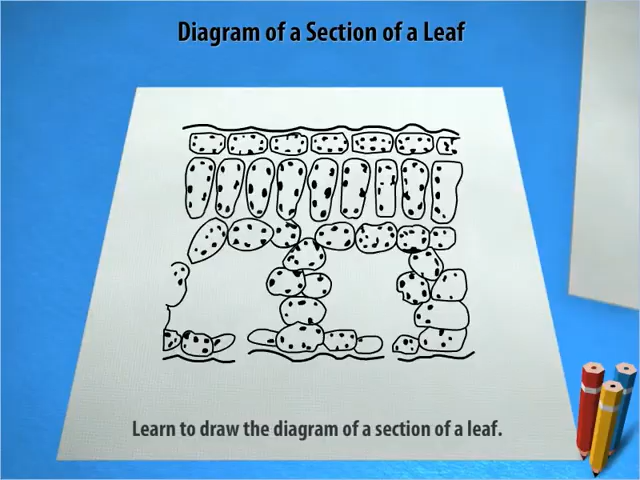 Diagram of a Section of a Leaf
Learn to draw the diagram of a section of a leaf.